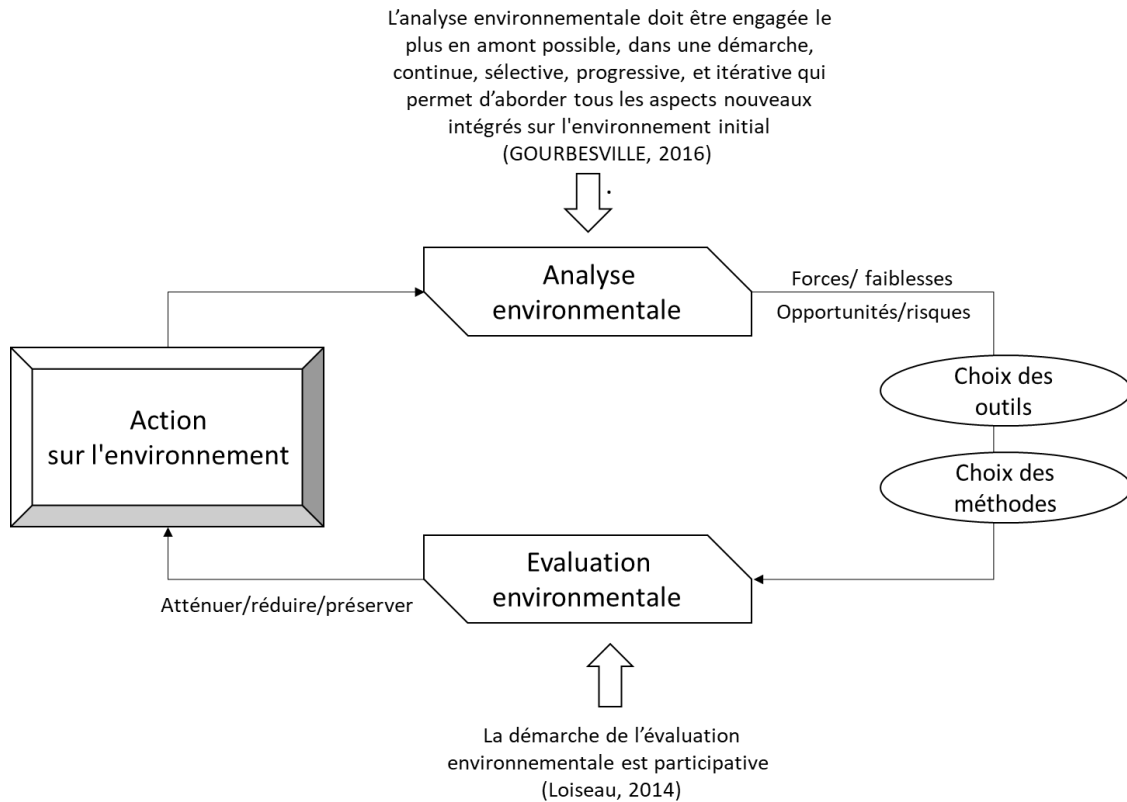 L’analyse environnementale doit être engagée le
plus en amont possible, dans une démarche,
continue, sélective, progressive, et itérative qui
permet d’aborder tous les aspects nouveaux
intégrés sur l'environnement initial
(GOURBESVILLE, 2016)
.
Analyse
environmentale
Forces/ faiblesses
Opportunités/risques
Choix des
outils
Choix des
méthodes
Action
sur l'environnement
Evaluation
environmentale
Atténuer/réduire/préserver
La démarche de l’évaluation
environnementale est participative
(Loiseau, 2014)